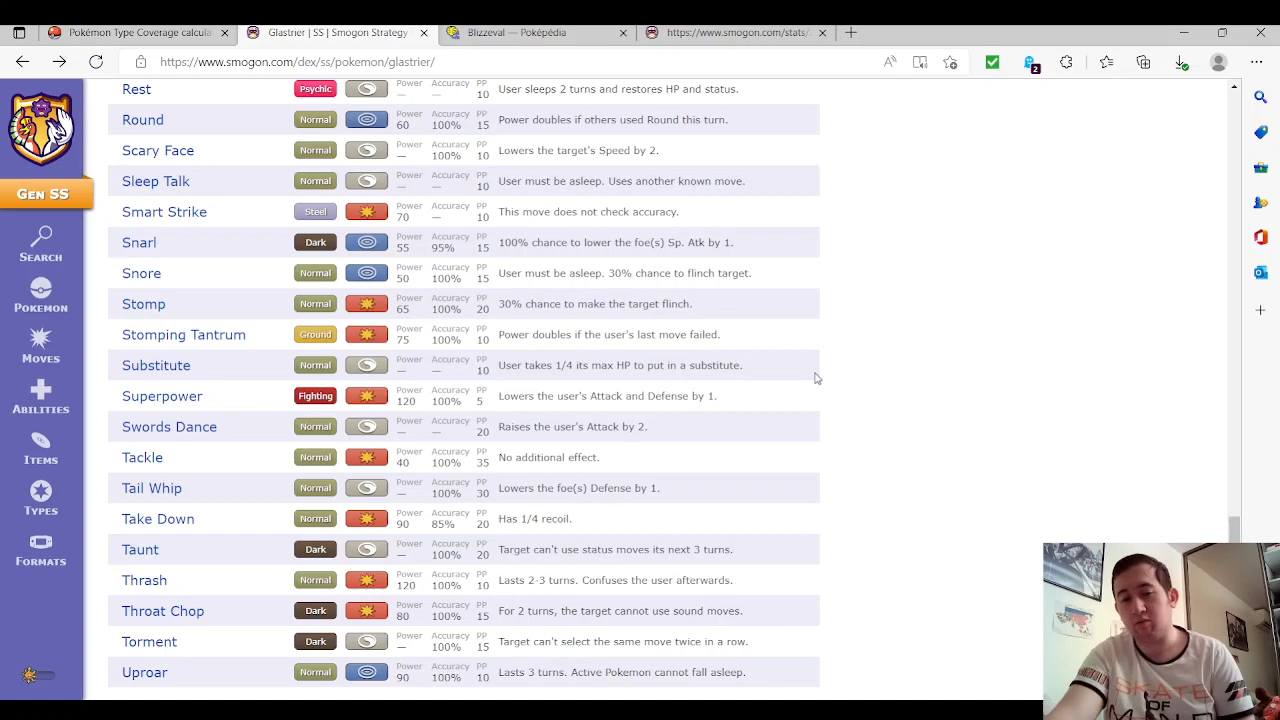 Pokémon Type Coverage calcula
Glastrier | SS | Smogon Strategy
Blizzeval — Poképédia
https://www.smogon.com/stats/
https://www.smogon.com/dex/ss/pokemon/glastrier/
2
GEN SS
SEARCH
POKEMON
MOVES
ABILITIES
ITEMS
TYPES
FORMATS
Rest Psychic Power — Accuracy — PP 10 User sleeps 2 turns and restores HP and status.
Round Normal Power 60 Accuracy 100% PP 15 Power doubles if others used Round this turn.
Scary Face Normal Power — Accuracy 100% PP 10 Lowers the target's Speed by 2.
Sleep Talk Normal Power — Accuracy — PP 10 User must be asleep. Uses another known move.
Smart Strike Steel Power 70 Accuracy — PP 10 This move does not check accuracy.
Snarl Dark Power 55 Accuracy 95% PP 15 100% chance to lower the foe(s) Sp. Atk by 1.
Snore Normal Power 50 Accuracy 100% PP 15 User must be asleep. 30% chance to flinch target.
Stomp Normal Power 65 Accuracy 100% PP 20 30% chance to make the target flinch.
Stomping Tantrum Ground Power 75 Accuracy 100% PP 10 Power doubles if the user's last move failed.
Substitute Normal Power — Accuracy — PP 10 User takes 1/4 its max HP to put in a substitute.
Superpower Fighting Power 120 Accuracy 100% PP 5 Lowers the user's Attack and Defense by 1.
Swords Dance Normal Power — Accuracy — PP 20 Raises the user's Attack by 2.
Tackle Normal Power 40 Accuracy 100% PP 35 No additional effect.
Tail Whip Normal Power — Accuracy 100% PP 30 Lowers the foe(s) Defense by 1.
Take Down Normal Power 90 Accuracy 85% PP 20 Has 1/4 recoil.
Taunt Dark Power — Accuracy 100% PP 20 Target can't use status moves its next 3 turns.
Thrash Normal Power 120 Accuracy 100% PP 10 Lasts 2-3 turns. Confuses the user afterwards.
Throat Chop Dark Power 80 Accuracy 100% PP 15 For 2 turns, the target cannot use sound moves.
Torment Dark Power — Accuracy 100% PP 15 Target can't select the same move twice in a row.
Uproar Normal Power 90 Accuracy 100% PP 10 Lasts 3 turns. Active Pokemon cannot fall asleep.
SKATE
OF